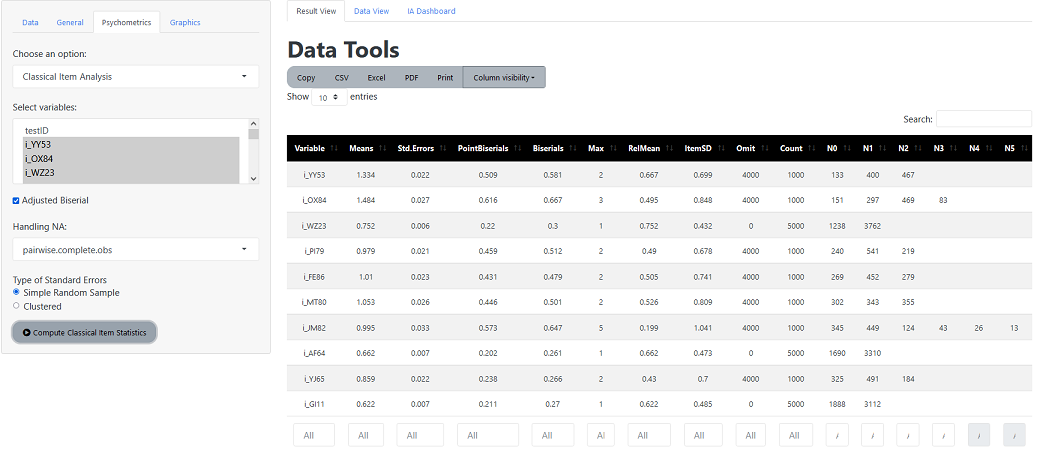 Data General Psychometrics Graphics
Choose an option:
Classical Item Analysis
Select variables:
testID
i_YY53
i_OX84
i_WZ23
Adjusted Biserial
Handling NA:
pairwise.complete.obs
Type of Standard Errors
Simple Random Sample
Clustered
Compute Classical Item Statistics
Result View Data View IA Dashboard
Data Tools
Copy CSV Excel PDF Print Column visibility
Show 10 entries
Search:
Variable Means Std.Errors PointBiserials Biserials Max RelMean ItemSD Omit Count N0 N1 N2 N3 N4 N5
i_YY53 1.334 0.022 0.509 0.581 2 0.667 0.699 4000 1000 133 400 467
i_OX84 1.484 0.027 0.616 0.667 3 0.495 0.848 4000 1000 151 297 469 83
i_WZ23 0.752 0.006 0.22 0.3 1 0.752 0.432 0 5000 1238 3762
i_PI79 0.979 0.021 0.459 0.512 2 0.49 0.678 4000 1000 240 541 219
i_FE86 1.01 0.023 0.431 0.479 2 0.505 0.741 4000 1000 269 452 279
i_MT80 1.053 0.026 0.446 0.501 2 0.526 0.809 4000 1000 302 343 355
i_JM82 0.995 0.033 0.573 0.647 5 0.199 1.041 4000 1000 345 449 124 43 26 13
i_AF64 0.662 0.007 0.202 0.261 1 0.662 0.473 0 5000 1690 3310
i_YJ65 0.859 0.022 0.238 0.266 2 0.43 0.7 4000 1000 325 491 184
i_GI11 0.622 0.007 0.211 0.27 1 0.622 0.485 0 5000 1888 3112
All All All All All Al All All All All